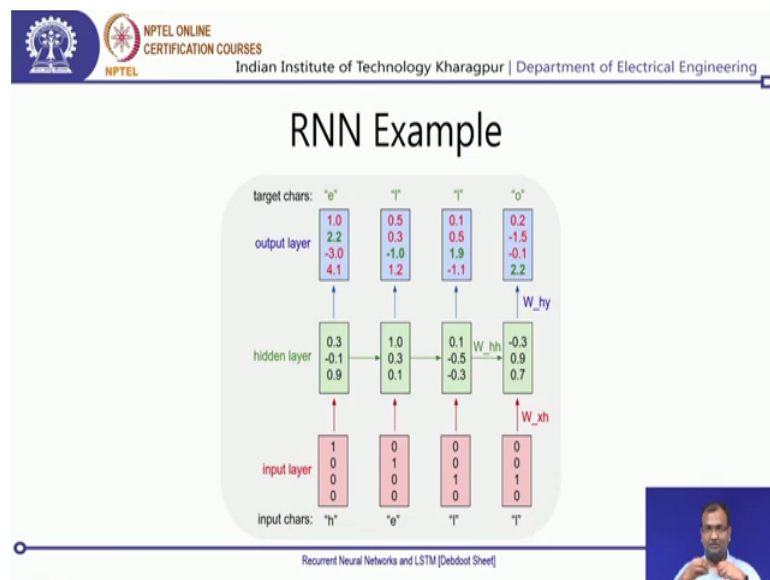 NPTEL ONLINE
CERTIFICATION COURSES
NPTEL
Indian Institute of Technology Kharagpur | Department of Electrical Engineering
RNN Example
target chars: "e" "l" "l" "o"
output layer
1.0 0.5 0.1 0.2
2.2 0.3 0.5 -1.5
-3.0 -1.0 1.9 -0.1
4.1 1.2 -1.1 2.2
W_hy
hidden layer
0.3 1.0 0.1 -0.3
-0.1 0.3 -0.5 0.9
0.9 0.1 -0.3 0.7
W_hh
W_xh
input layer
1 0 0 0
0 1 0 0
0 0 1 1
0 0 0 0
input chars: "h" "e" "l" "l"
Recurrent Neural Networks and LSTM [Debdoot Sheet]